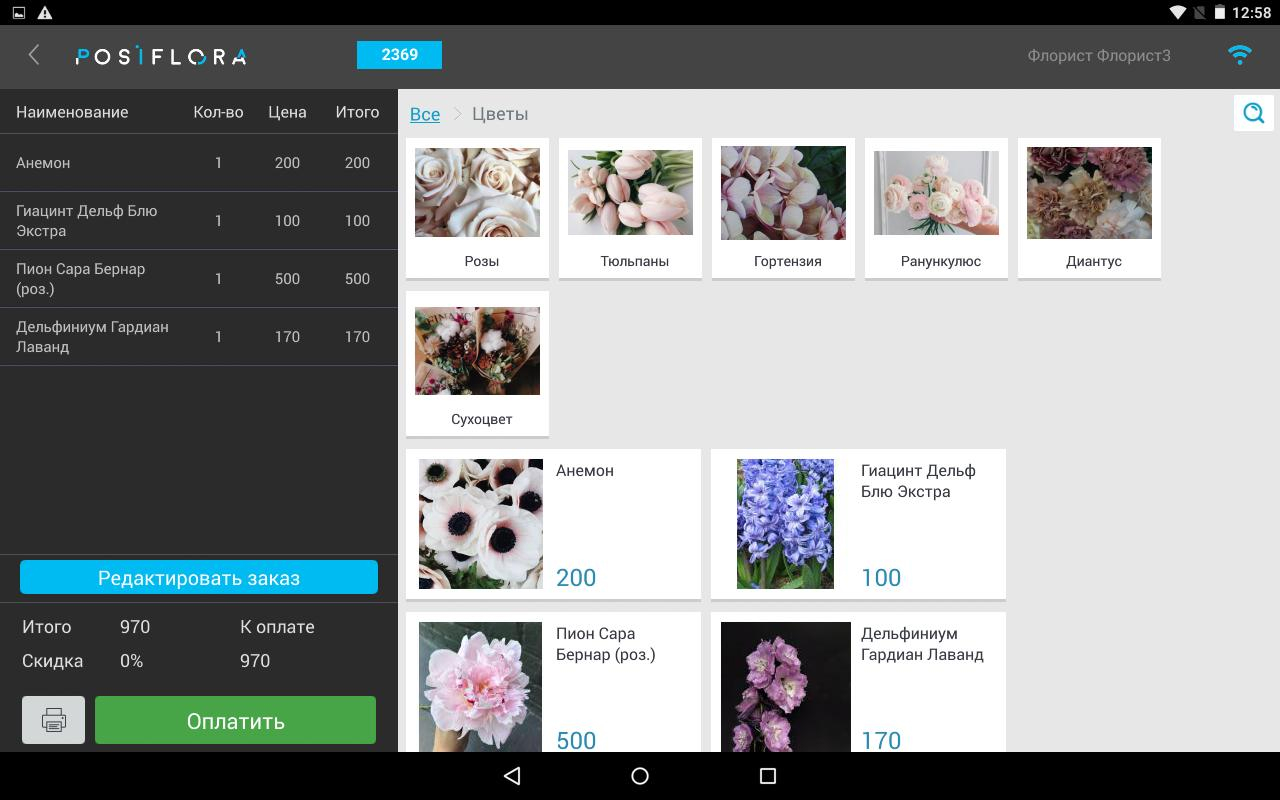 12:58
POSIFLORA
2369
Флорист Флорист3
Наименование Кол-во Цена Итого
Анемон 1 200 200
Гиацинт Дельф Блю
Экстра 1 100 100
Пион Сара Бернар
(роз.) 1 500 500
Дельфиниум Гардиан
Лаванд 1 170 170
Редактировать заказ
Итого 970 К оплате
Скидка 0% 970
Оплатить
Все Цветы
Розы
Тюльпаны
Гортензия
Ранункулюс
Диантус
Сухоцвет
Анемон
200
Гиацинт Дельф
Блю Экстра
100
Пион Сара
Бернар (роз.)
500
Дельфиниум
Гардиан Лаванд
170